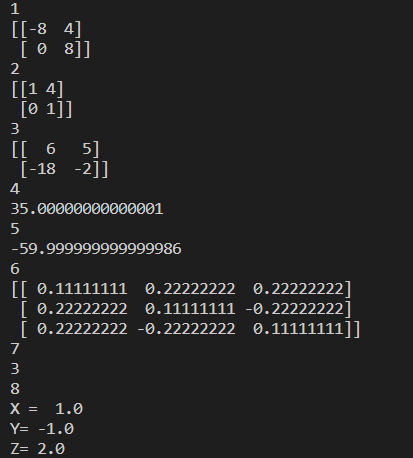 1
[[-8  4]
 [ 0  8]]
2
[[1 4]
 [0 1]]
3
[[  6   5]
 [-18  -2]]
4
35.00000000000001
5
-59.999999999999986
6
[[ 0.11111111  0.22222222  0.22222222]
 [ 0.22222222  0.11111111 -0.22222222]
 [ 0.22222222 -0.22222222  0.11111111]]
7
3
8
X =  1.0
Y= -1.0
Z= 2.0